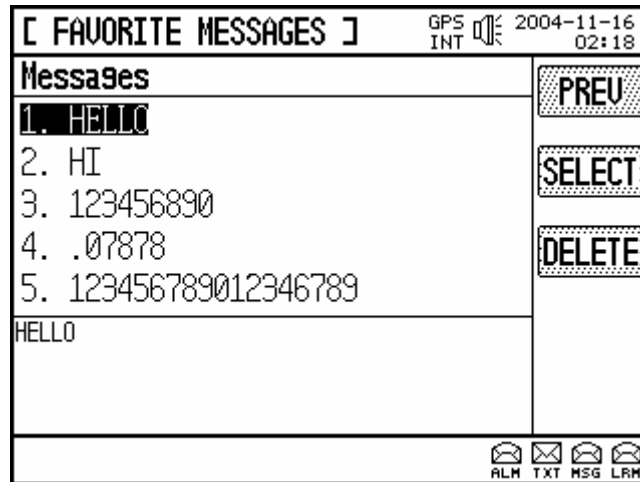 [ FAVORITE MESSAGES ] GPS INT 2004-11-16 02:18
Messages
PREV
1. HELLO
2. HI
SELECT
3. 123456890
4. .07878
DELETE
5. 123456789012346789
HELLO
ALM TXT MSG LRM